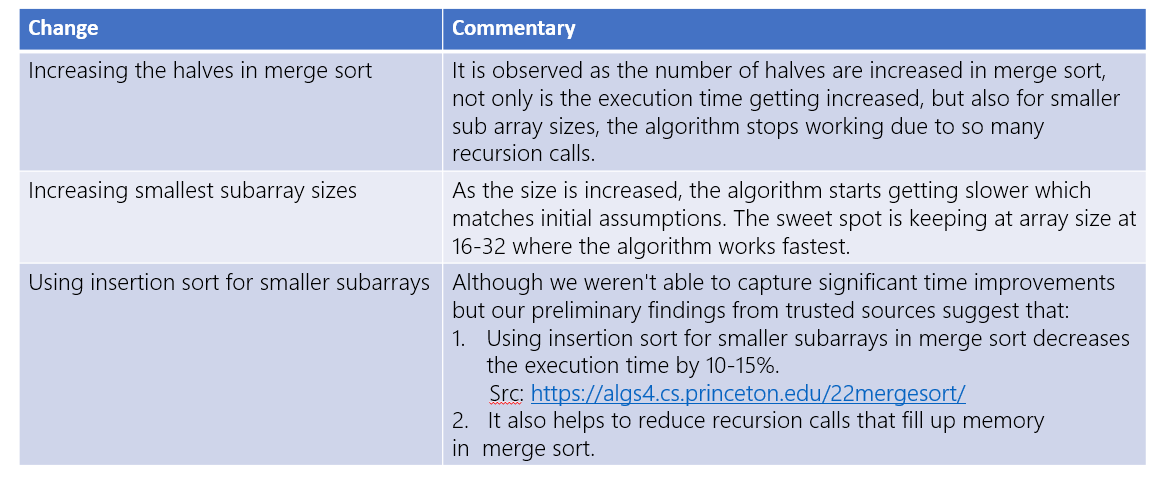 Change
Commentary
Increasing the halves in merge sort
It is observed as the number of halves are increased in merge sort,
not only is the execution time getting increased, but also for smaller
sub array sizes, the algorithm stops working due to so many
recursion calls.
Increasing smallest subarray sizes
As the size is increased, the algorithm starts getting slower which
matches initial assumptions. The sweet spot is keeping at array size at
16-32 where the algorithm works fastest.
Using insertion sort for smaller subarrays
Although we weren't able to capture significant time improvements
but our preliminary findings from trusted sources suggest that:
1. Using insertion sort for smaller subarrays in merge sort decreases
the execution time by 10-15%.
Src: https://algs4.cs.princeton.edu/22mergesort/
2. It also helps to reduce recursion calls that fill up memory
in merge sort.